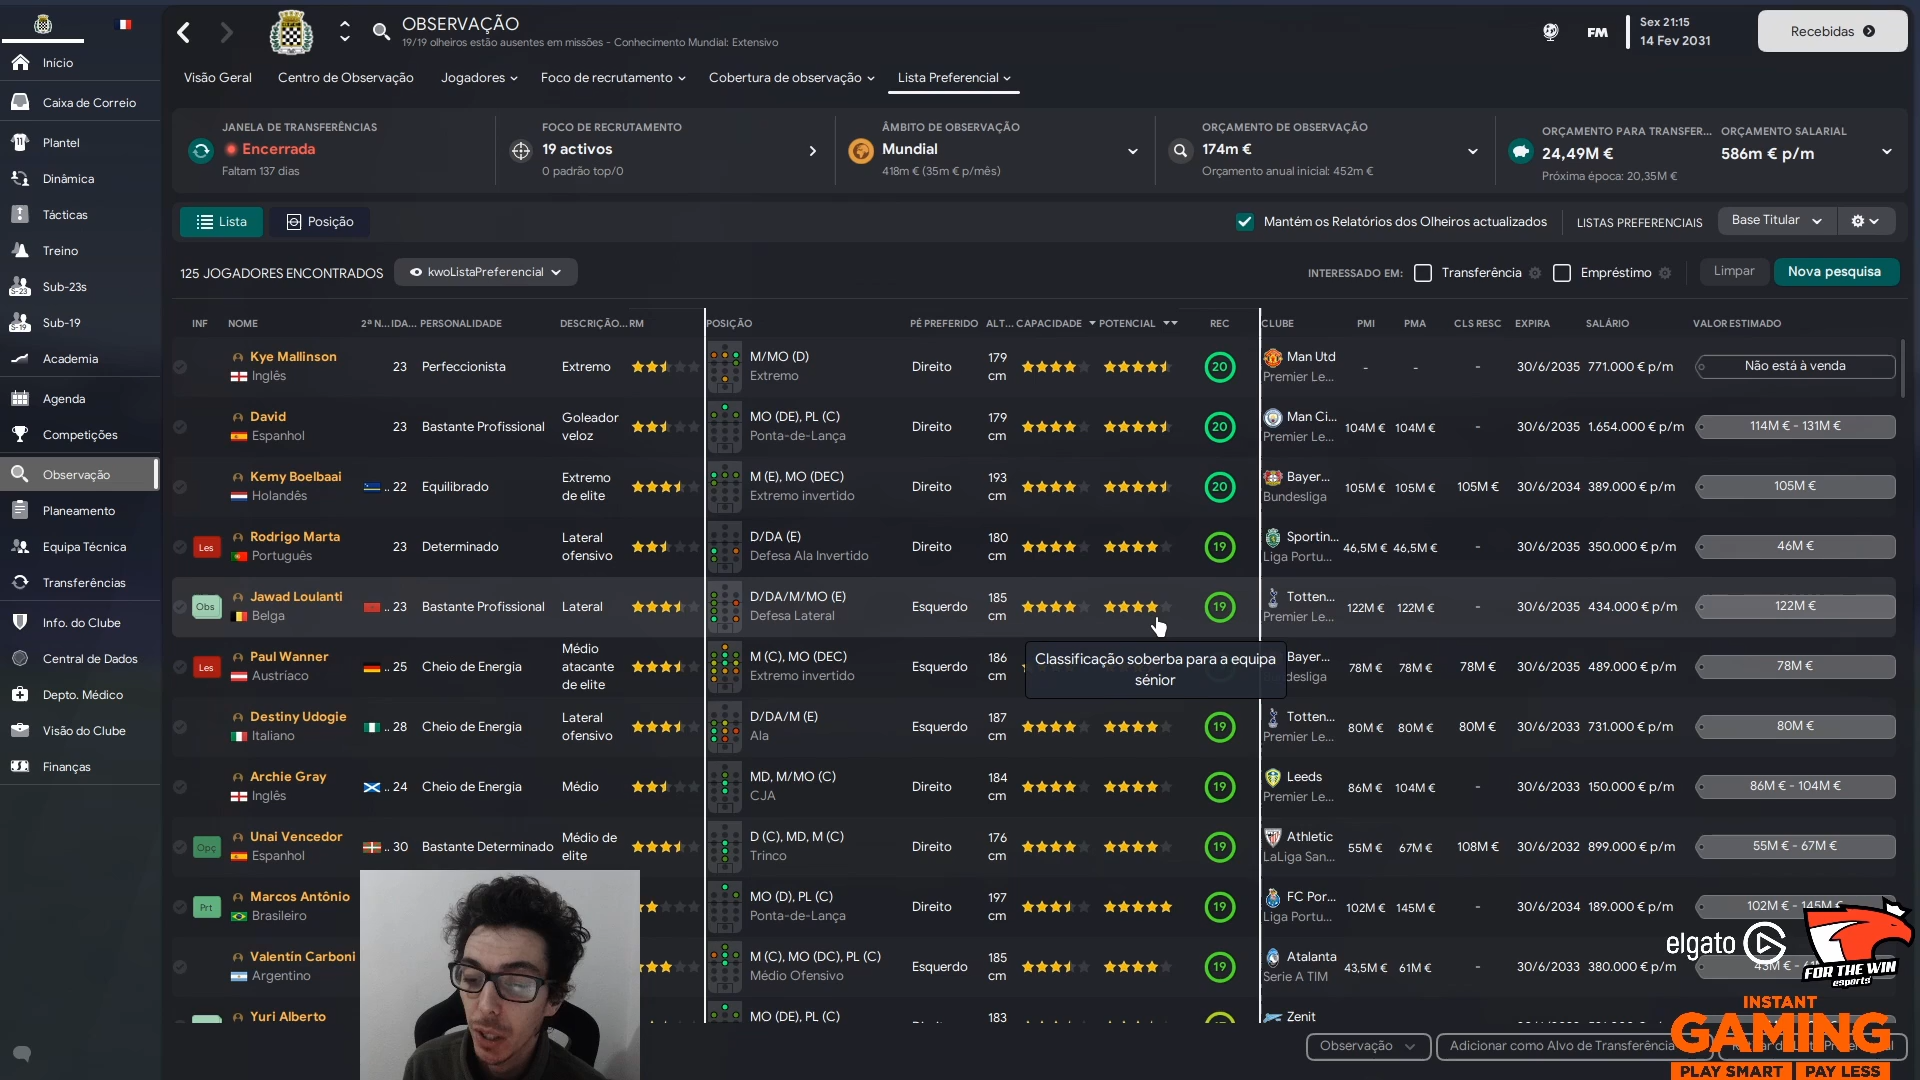 OBSERVAÇÃO
19/19 olheiros estão ausentes em missões - Conhecimento Mundial: Extensivo
FM
Sex 21:15
14 Fev 2031
Recebidas
Visão Geral
Centro de Observação
Jogadores
Foco de recrutamento
Cobertura de observação
Lista Preferencial
Início
Caixa de Correio
Plantel
Dinâmica
Tácticas
Treino
Sub-23s
Sub-19
Academia
Agenda
Competições
Observação
Planeamento
Equipa Técnica
Transferências
Info. do Clube
Central de Dados
Depto. Médico
Visão do Clube
Finanças
JANELA DE TRANSFERÊNCIAS
Encerrada
Faltam 137 dias
FOCO DE RECRUTAMENTO
19 activos
0 padrão top/0
ÂMBITO DE OBSERVAÇÃO
Mundial
418m € (35m € p/mês)
ORÇAMENTO DE OBSERVAÇÃO
174m €
Orçamento anual inicial: 452m €
ORÇAMENTO PARA TRANSFER...
24,49M €
Próxima época: 20,35M €
ORÇAMENTO SALARIAL
586m € p/m
Lista
Posição
Mantém os Relatórios dos Olheiros actualizados
LISTAS PREFERENCIAIS
Base Titular
125 JOGADORES ENCONTRADOS
kwoListaPreferencial
INTERESSADO EM:
Transferência
Empréstimo
Limpar
Nova pesquisa
INF NOME 2ª N... IDA... PERSONALIDADE DESCRIÇÃO... RM POSIÇÃO PÉ PREFERIDO ALT... CAPACIDADE POTENCIAL REC CLUBE PMI PMA CLS RESC EXPIRA SALÁRIO VALOR ESTIMADO
Kye Mallinson Inglês 23 Perfeccionista Extremo M/MO (D) Extremo Direito 179 cm 20 Man Utd Premier Le... - - - 30/6/2035 771.000 € p/m Não está à venda
David Espanhol 23 Bastante Profissional Goleador veloz MO (DE), PL (C) Ponta-de-Lança Direito 179 cm 20 Man Ci... Premier Le... 104M € 104M € - 30/6/2035 1.654.000 € p/m 114M € - 131M €
Kemy Boelbaai Holandês .. 22 Equilibrado Extremo de elite M (E), MO (DEC) Extremo invertido Direito 193 cm 20 Bayer... Bundesliga 105M € 105M € 105M € 30/6/2034 389.000 € p/m 105M €
Les Rodrigo Marta Português 23 Determinado Lateral ofensivo D/DA (E) Defesa Ala Invertido Direito 180 cm 19 Sportin... Liga Portu... 46,5M € 46,5M € - 30/6/2035 350.000 € p/m 46M €
Obs Jawad Loulanti Belga .. 23 Bastante Profissional Lateral D/DA/M/MO (E) Defesa Lateral Esquerdo 185 cm 19 Totten... Premier Le... 122M € 122M € - 30/6/2035 434.000 € p/m 122M €
Les Paul Wanner Austríaco .. 25 Cheio de Energia Médio atacante de elite M (C), MO (DEC) Extremo invertido Esquerdo 186 cm Bayer... desliga 78M € 78M € 78M € 30/6/2035 489.000 € p/m 78M €
Classificação soberba para a equipa sénior
Destiny Udogie Italiano .. 28 Cheio de Energia Lateral ofensivo D/DA/M (E) Ala Esquerdo 187 cm 19 Totten... Premier Le... 80M € 80M € 80M € 30/6/2033 731.000 € p/m 80M €
Archie Gray Inglês .. 24 Cheio de Energia Médio MD, M/MO (C) CJA Direito 184 cm 19 Leeds Premier Le... 86M € 104M € - 30/6/2033 150.000 € p/m 86M € - 104M €
Opç Unai Vencedor Espanhol .. 30 Bastante Determinado Médio de elite D (C), MD, M (C) Trinco Direito 176 cm 19 Athletic LaLiga San... 55M € 67M € 108M € 30/6/2032 899.000 € p/m 55M € - 67M €
Prt Marcos Antônio Brasileiro MO (D), PL (C) Ponta-de-Lança Direito 197 cm 19 FC Por... Liga Portu... 102M € 145M € - 30/6/2034 189.000 € p/m 102M € - 145M €
Valentín Carboni Argentino M (C), MO (DC), PL (C) Médio Ofensivo Esquerdo 185 cm 19 Atalanta Serie A TIM 43,5M € 61M € - 30/6/2033 380.000 € p/m
Yuri Alberto MO (DE), PL (C) 183 Zenit
Observação
Adicionar como Alvo de Transferência
elgato
FOR THE WIN
esports
INSTANT
GAMING
PLAY SMART | PAY LESS